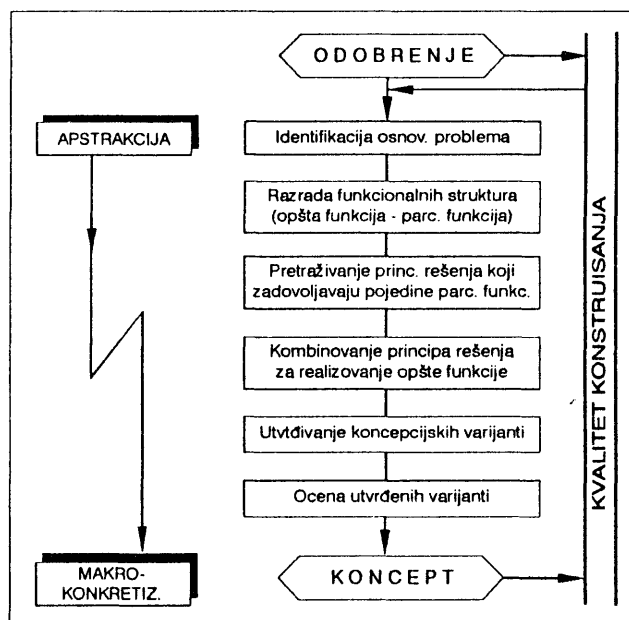 ODOBRENJE
APSTRAKCIJA
Identifikacija osnov. problema
Razrada funkcionalnih struktura
(opšta funkcija - parc. funkcija)
Pretraživanje princ. rešenja koji
zadovoljavaju pojedine parc. funkc.
Kombinovanje principa rešenja
za realizovanje opšte funkcije
Utvtđivanje koncepcijskih varijanti
Ocena utvrđenih varijanti
MAKRO-
KONKRETIZ.
KONCEPT
KVALITET KONSTRUISANJA